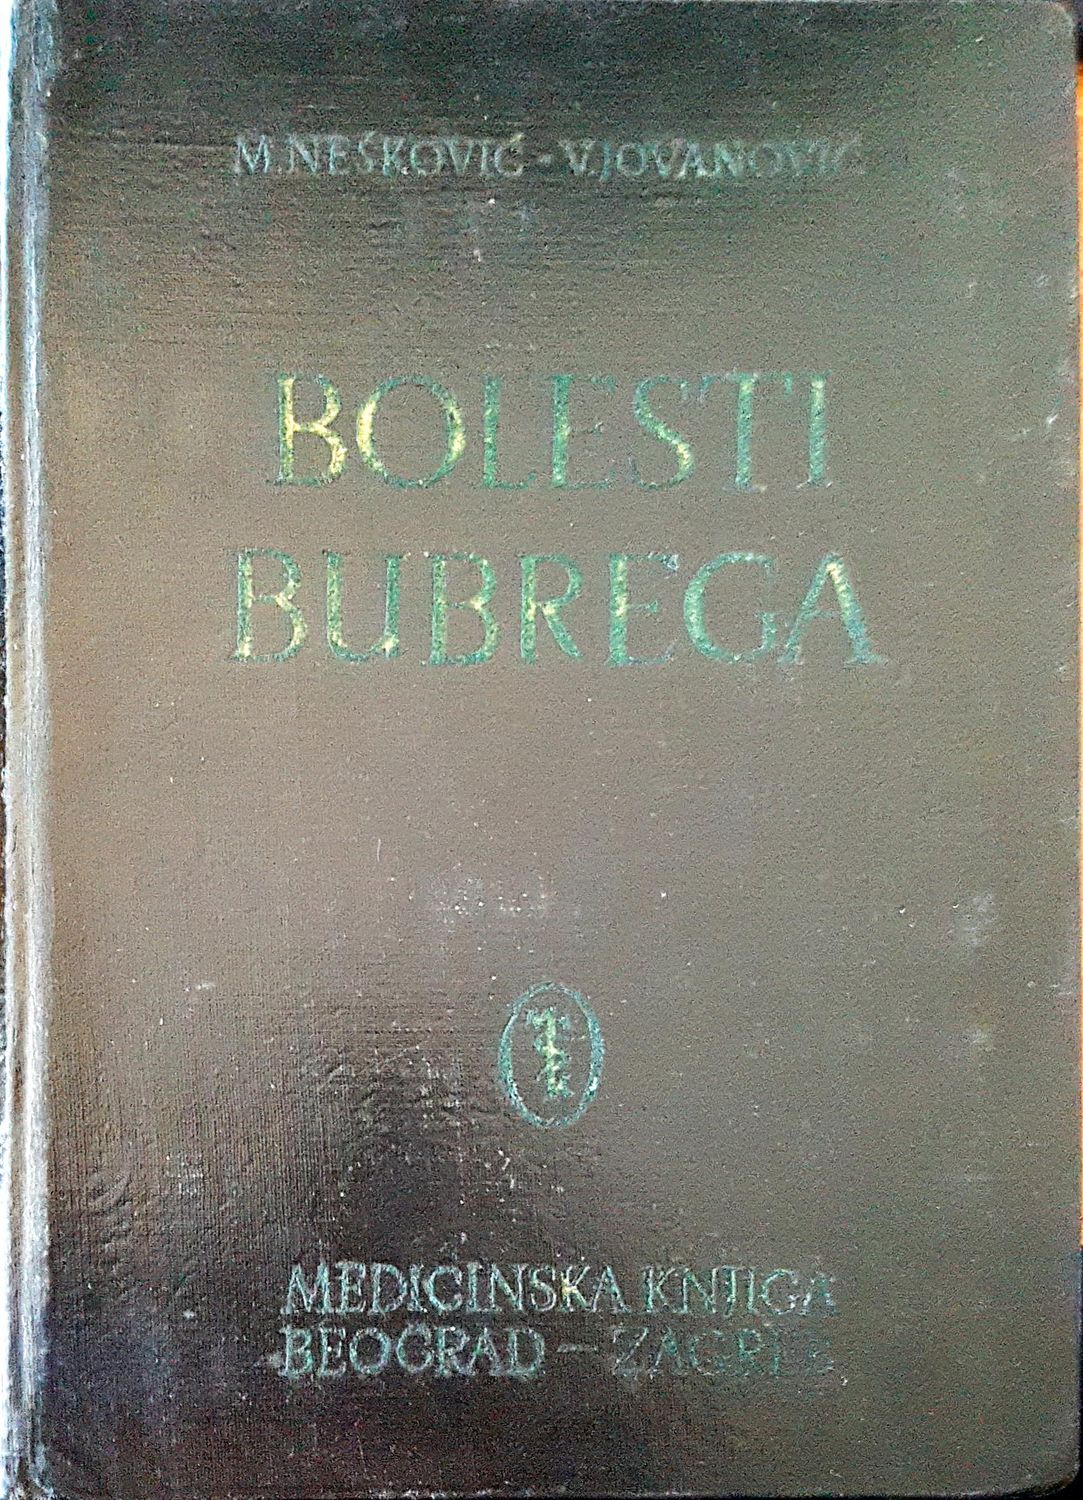 M. NEŠKOVIĆ · V. JOVANOVIĆ
BOLESTI
BUBREGA
MEDICINSKA KNJIGA
BEOGRAD — ZAGREB